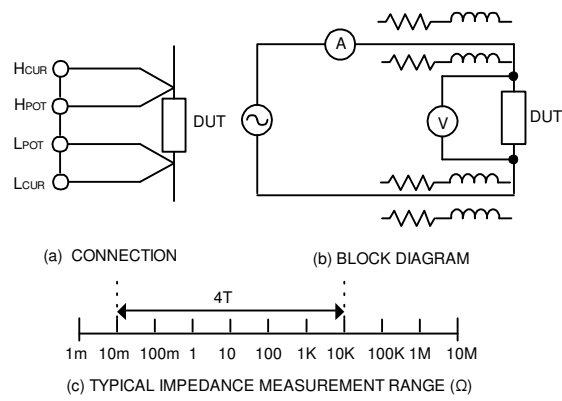 HCUR
HPOT
LPOT
LCUR
DUT
A
V
DUT
(a) CONNECTION
(b) BLOCK DIAGRAM
4T
1m 10m 100m 1 10 100 1K 10K 100K 1M 10M
(c) TYPICAL IMPEDANCE MEASUREMENT RANGE (Ω)